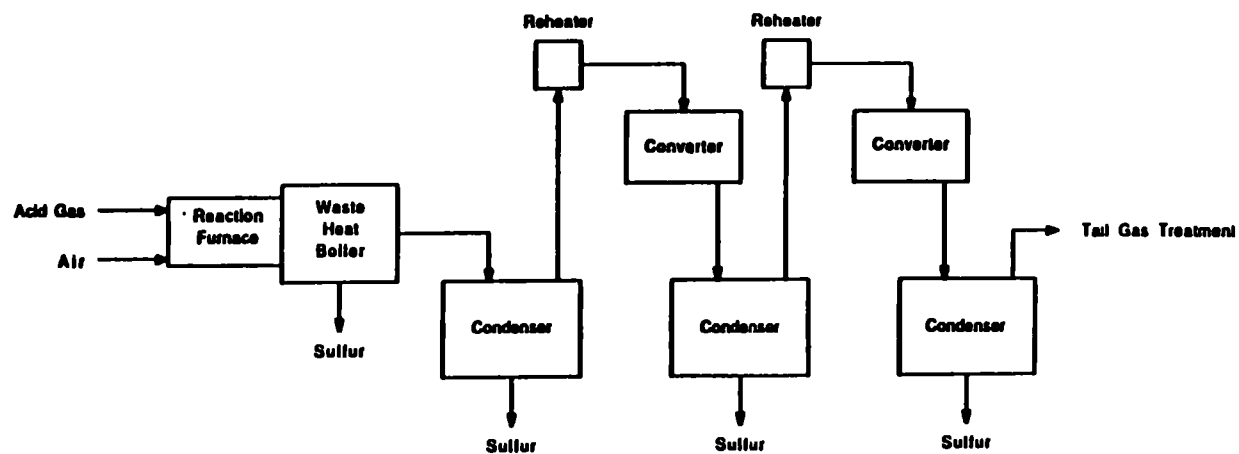 Reheater
Reheater
Converter
Converter
Acid Gas
Reaction
Furnace
Waste
Heat
Boiler
Air
Tail Gas Treatment
Condenser
Condenser
Condenser
Sulfur
Sulfur
Sulfur
Sulfur